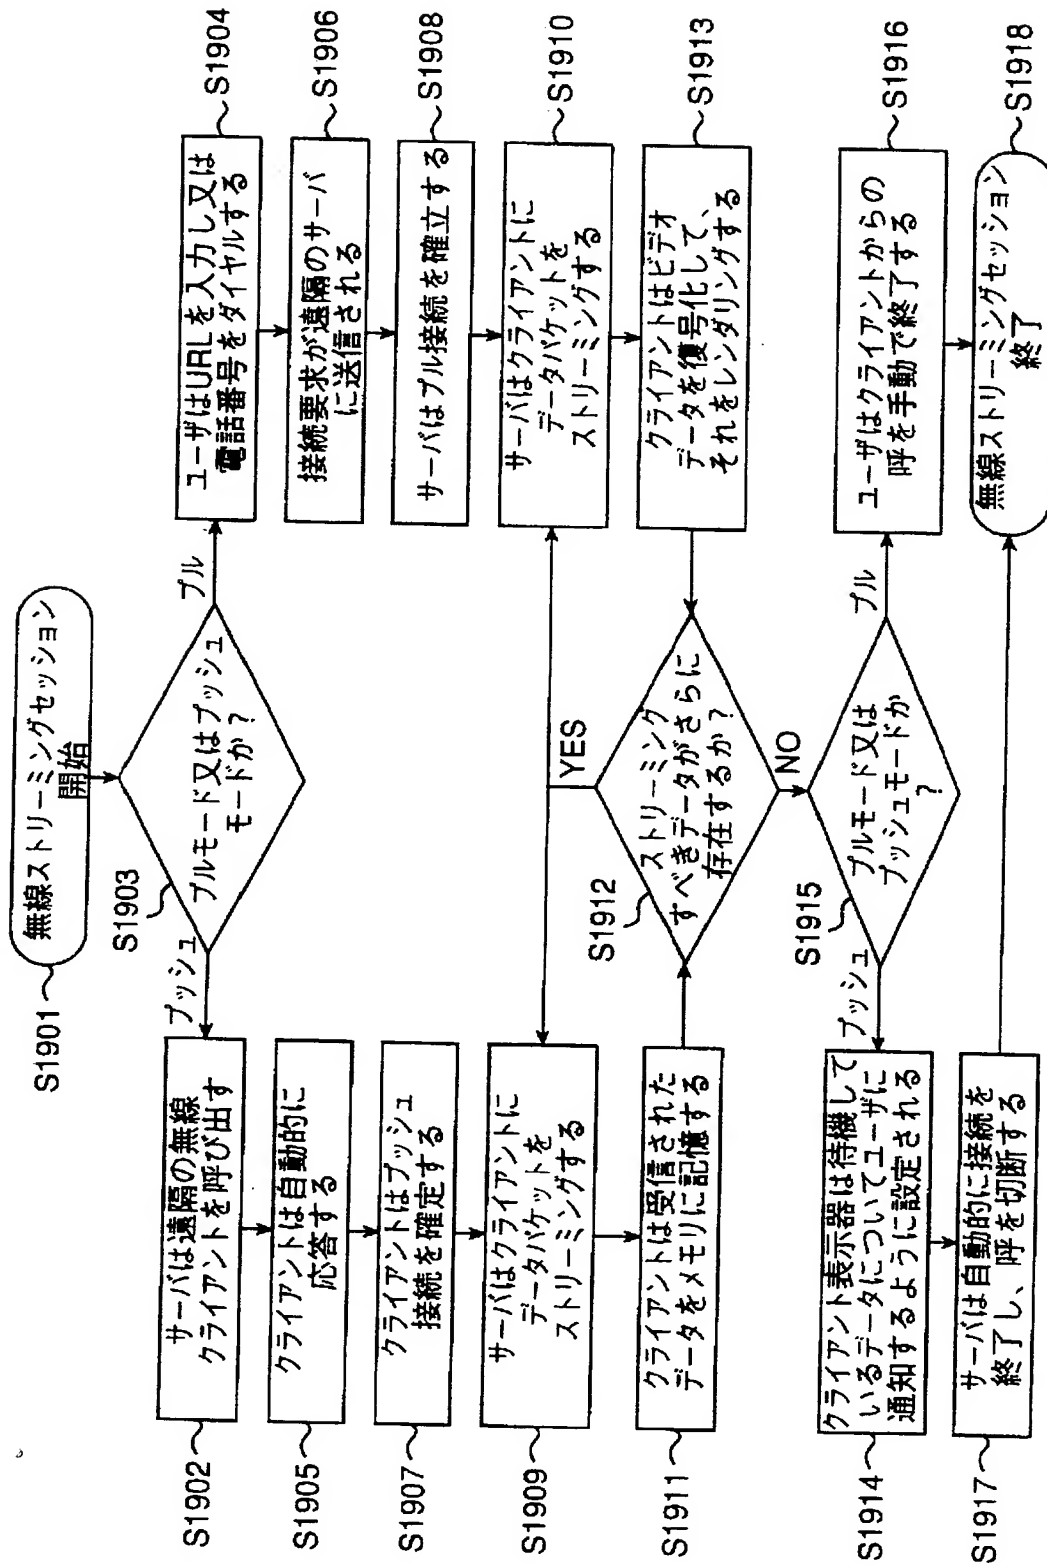 S1901
無線ストリーミングセッション
開始
S1903
プルモード又はプッシュ
モードか?
プッシュ
プル
S1902
サーバは遠隔の無線
クライアントを呼び出す
S1904
ユーザはURLを入力し又は
電話番号をダイヤルする
S1905
クライアントは自動的に
応答する
S1906
接続要求が遠隔のサーバ
に送信される
S1907
クライアントはプッシュ
接続を確定する
S1908
サーバはプル接続を確立する
S1909
サーバはクライアントに
データパケットを
ストリーミングする
S1910
サーバはクライアントに
データパケットを
ストリーミングする
YES
S1911
クライアントは受信された
データをメモリに記憶する
S1912
ストリーミング
すべきデータがさらに
存在するか?
S1913
クライアントはビデオ
データを復号化して、
それをレンダリングする
NO
S1915
プルモード又は
プッシュモードか
?
プッシュ
プル
S1914
クライアント表示器は待機して
いるデータについてユーザに
通知するように設定される
S1916
ユーザはクライアントからの
呼を手動で終了する
S1917
サーバは自動的に接続を
終了し、呼を切断する
S1918
無線ストリーミングセッション
終了